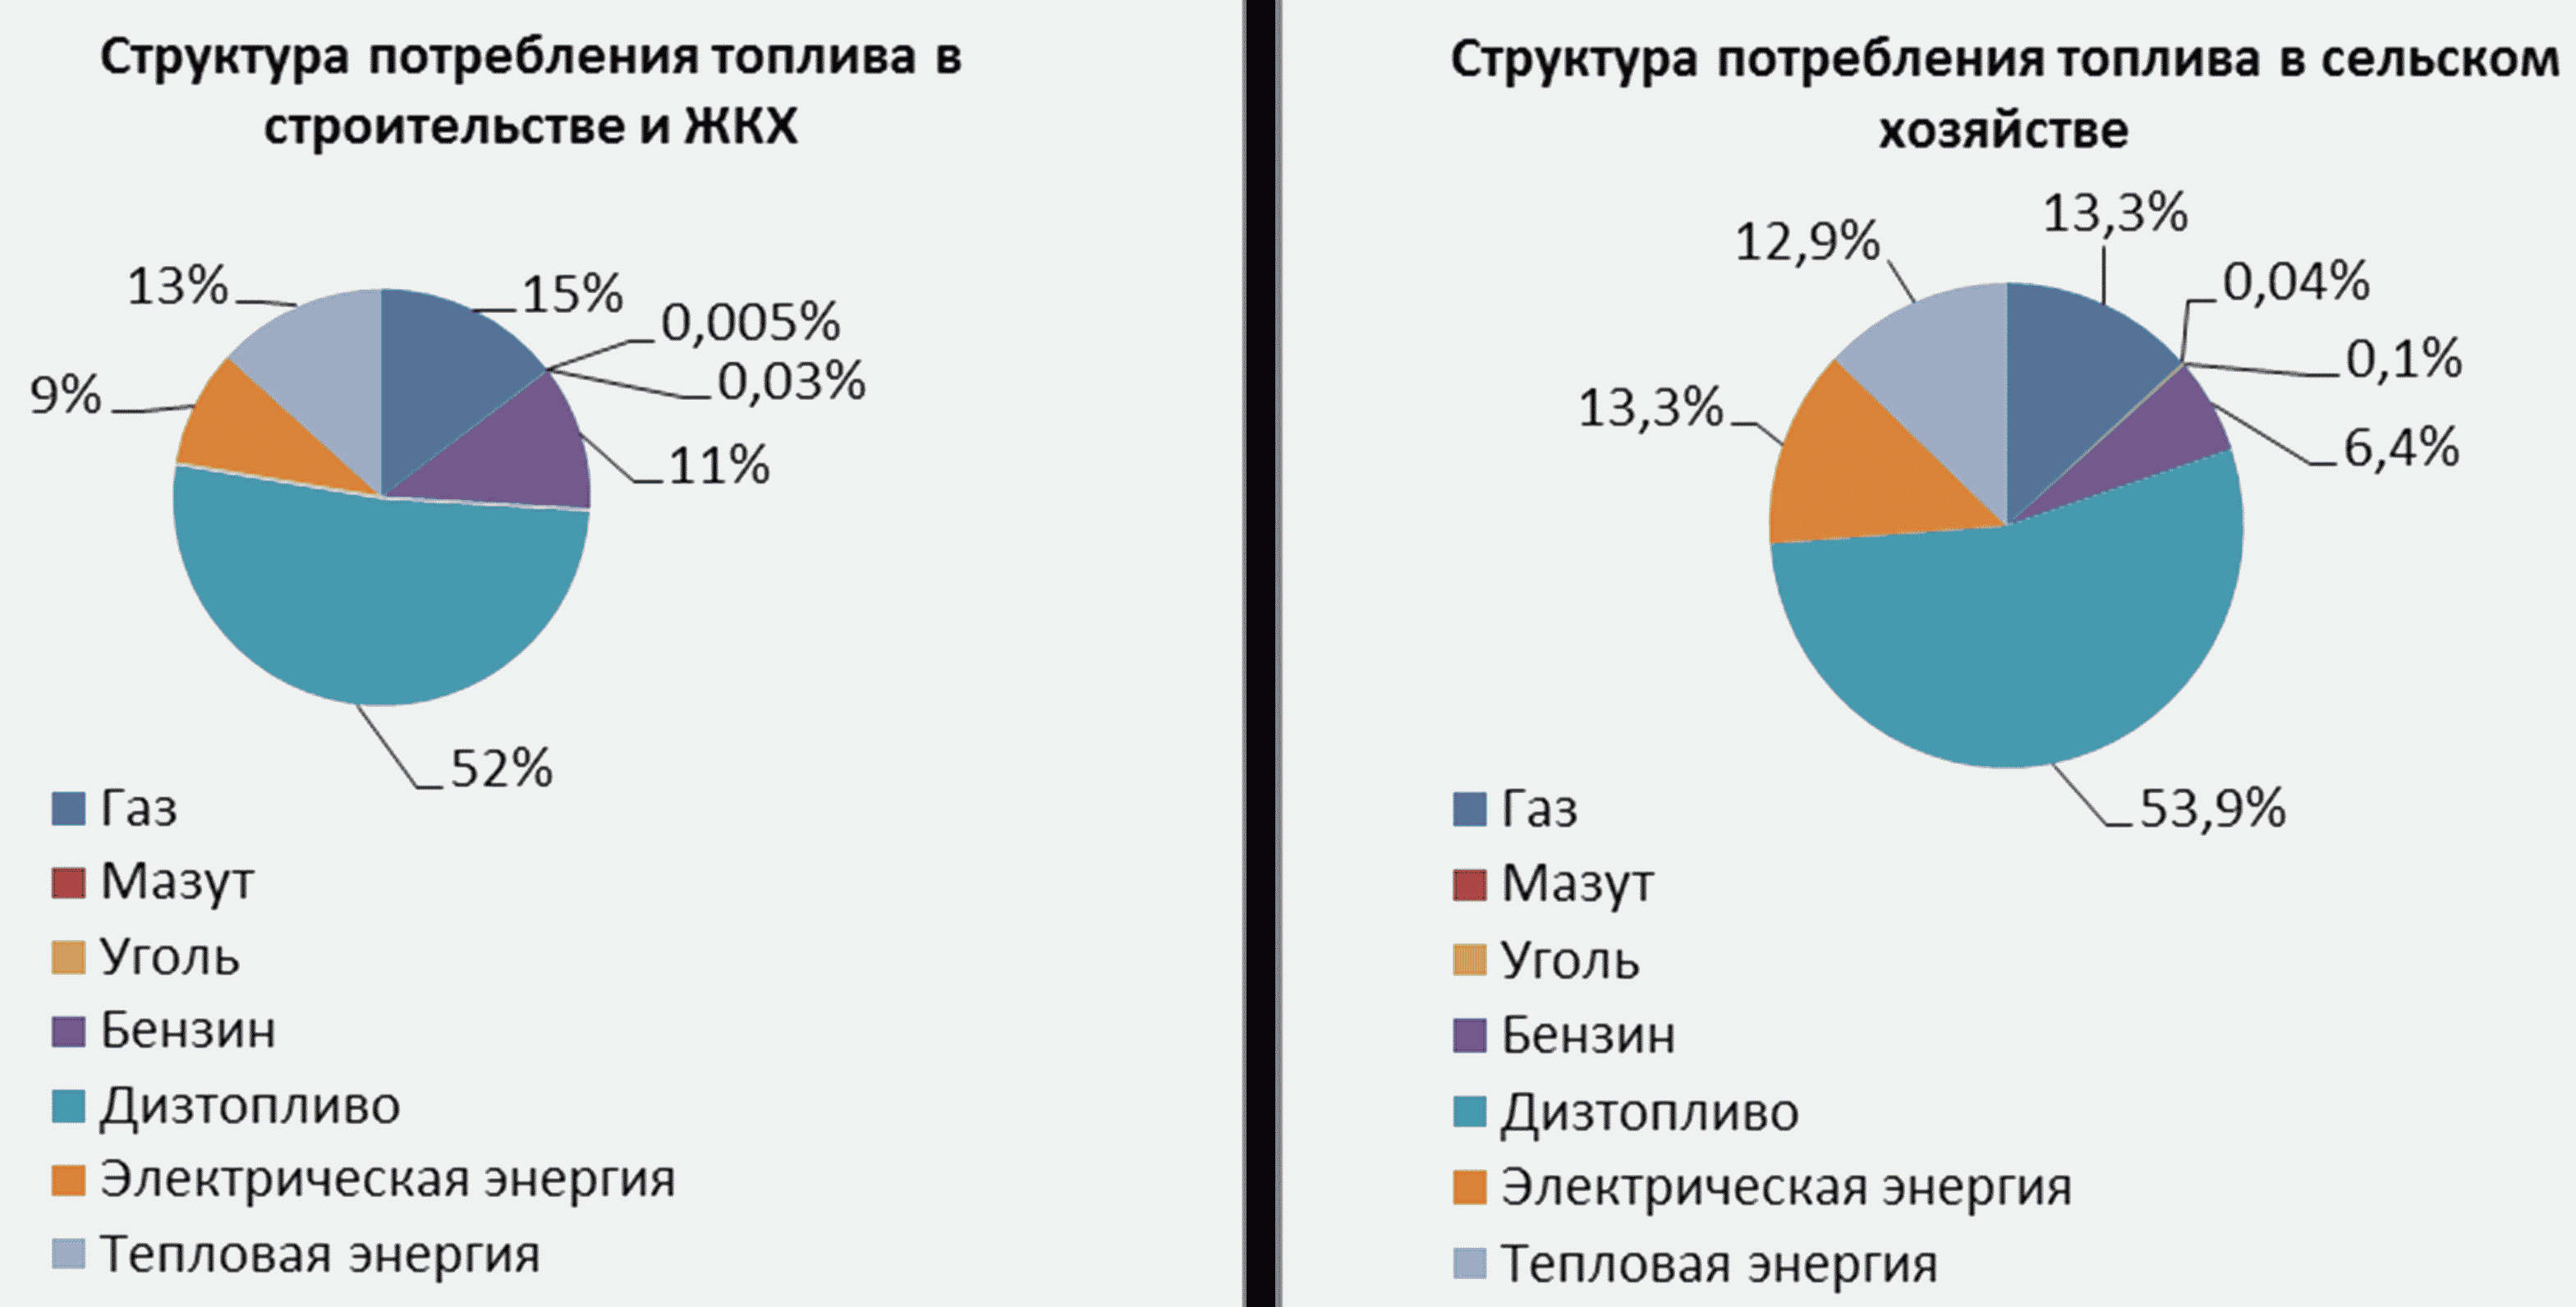 Структура потребления топлива в
строительстве и ЖКХ
13%
15%
0,005%
0,03%
9%
11%
52%
Газ
Мазут
Уголь
Бензин
Дизтопливо
Электрическая энергия
Тепловая энергия
Структура потребления топлива в сельском
хозяйстве
13,3%
12,9%
0,04%
0,1%
13,3%
6,4%
53,9%
Газ
Мазут
Уголь
Бензин
Дизтопливо
Электрическая энергия
Тепловая энергия